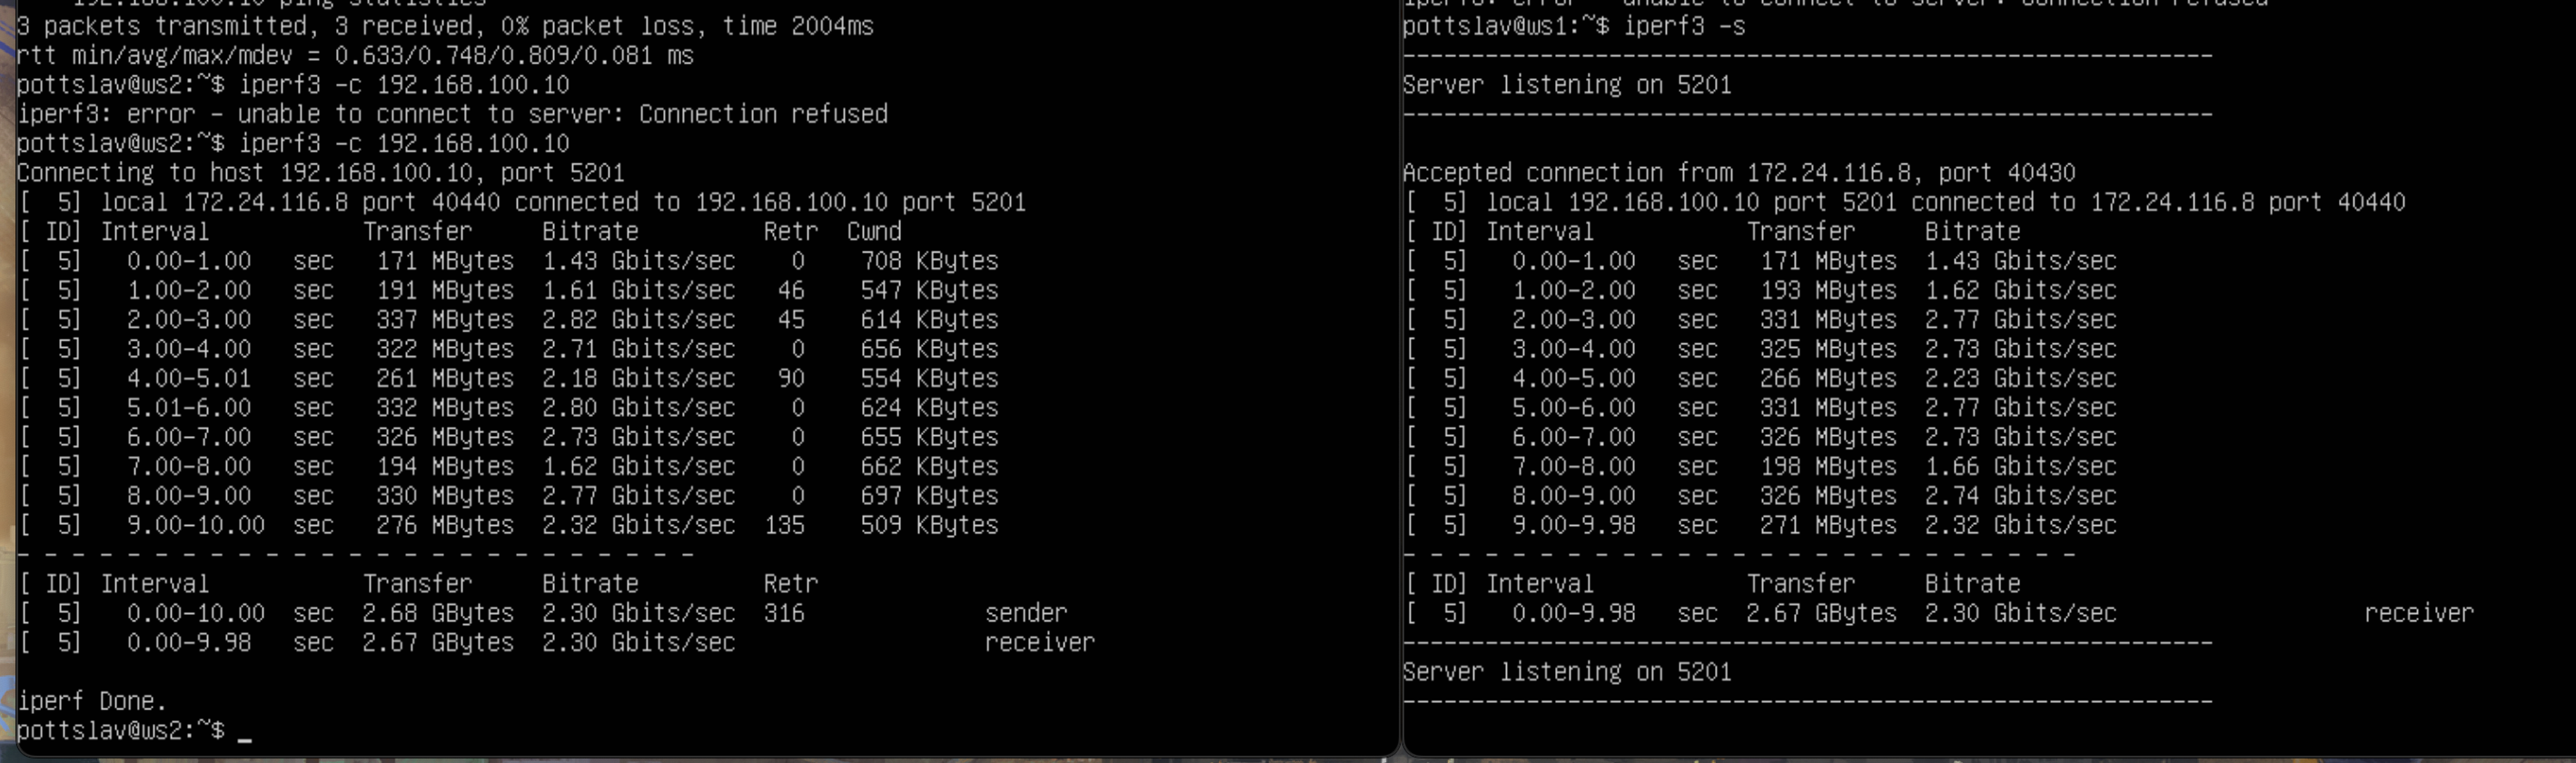 3 packets transmitted, 3 received, 0% packet loss, time 2004ms
rtt min/avg/max/mdev = 0.633/0.748/0.809/0.081 ms
pottslav@ws2:~$ iperf3 -c 192.168.100.10
iperf3: error - unable to connect to server: Connection refused
pottslav@ws2:~$ iperf3 -c 192.168.100.10
Connecting to host 192.168.100.10, port 5201
[  5] local 172.24.116.8 port 40440 connected to 192.168.100.10 port 5201
[ ID] Interval           Transfer     Bitrate         Retr  Cwnd
[  5]   0.00-1.00   sec   171 MBytes  1.43 Gbits/sec    0    708 KBytes
[  5]   1.00-2.00   sec   191 MBytes  1.61 Gbits/sec   46    547 KBytes
[  5]   2.00-3.00   sec   337 MBytes  2.82 Gbits/sec   45    614 KBytes
[  5]   3.00-4.00   sec   322 MBytes  2.71 Gbits/sec    0    656 KBytes
[  5]   4.00-5.01   sec   261 MBytes  2.18 Gbits/sec   90    554 KBytes
[  5]   5.01-6.00   sec   332 MBytes  2.80 Gbits/sec    0    624 KBytes
[  5]   6.00-7.00   sec   326 MBytes  2.73 Gbits/sec    0    655 KBytes
[  5]   7.00-8.00   sec   194 MBytes  1.62 Gbits/sec    0    662 KBytes
[  5]   8.00-9.00   sec   330 MBytes  2.77 Gbits/sec    0    697 KBytes
[  5]   9.00-10.00  sec   276 MBytes  2.32 Gbits/sec  135    509 KBytes
- - - - - - - - - - - - - - - - - - - - - - - - -
[ ID] Interval           Transfer     Bitrate         Retr
[  5]   0.00-10.00  sec  2.68 GBytes  2.30 Gbits/sec  316             sender
[  5]   0.00-9.98   sec  2.67 GBytes  2.30 Gbits/sec                  receiver
iperf Done.
pottslav@ws2:~$ _
pottslav@ws1:~$ iperf3 -s
-----------------------------------------------------------
Server listening on 5201
-----------------------------------------------------------
Accepted connection from 172.24.116.8, port 40430
[  5] local 192.168.100.10 port 5201 connected to 172.24.116.8 port 40440
[ ID] Interval           Transfer     Bitrate
[  5]   0.00-1.00   sec   171 MBytes  1.43 Gbits/sec
[  5]   1.00-2.00   sec   193 MBytes  1.62 Gbits/sec
[  5]   2.00-3.00   sec   331 MBytes  2.77 Gbits/sec
[  5]   3.00-4.00   sec   325 MBytes  2.73 Gbits/sec
[  5]   4.00-5.00   sec   266 MBytes  2.23 Gbits/sec
[  5]   5.00-6.00   sec   331 MBytes  2.77 Gbits/sec
[  5]   6.00-7.00   sec   326 MBytes  2.73 Gbits/sec
[  5]   7.00-8.00   sec   198 MBytes  1.66 Gbits/sec
[  5]   8.00-9.00   sec   326 MBytes  2.74 Gbits/sec
[  5]   9.00-9.98   sec   271 MBytes  2.32 Gbits/sec
- - - - - - - - - - - - - - - - - - - - - - - - -
[ ID] Interval           Transfer     Bitrate
[  5]   0.00-9.98   sec  2.67 GBytes  2.30 Gbits/sec                  receiver
-----------------------------------------------------------
Server listening on 5201
-----------------------------------------------------------